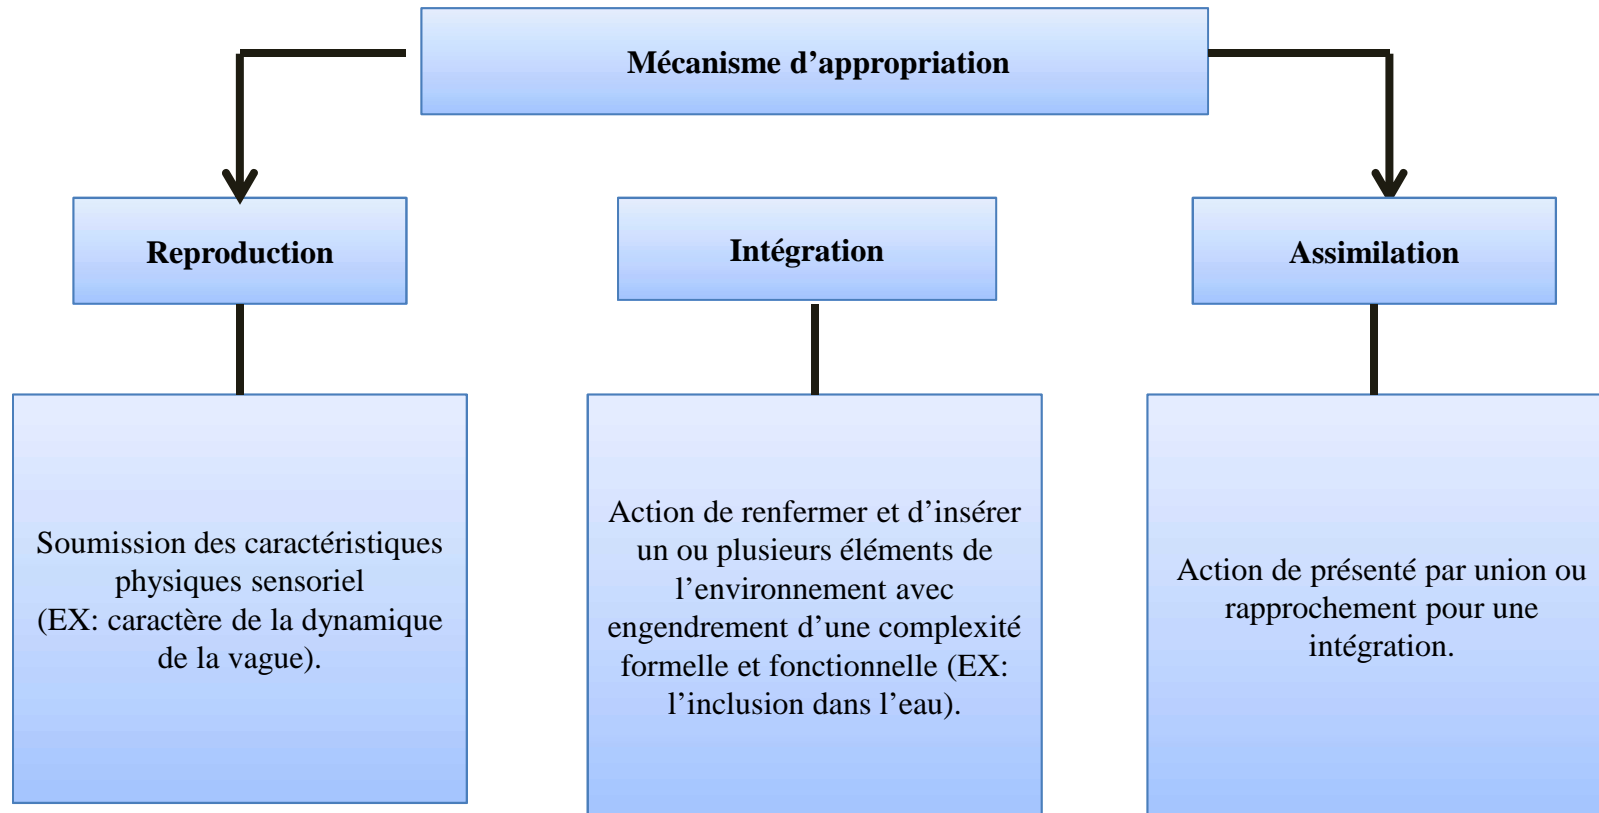 Mécanisme d’appropriation
Reproduction
Intégration
Assimilation
Soumission des caractéristiques
physiques sensoriel
(EX: caractère de la dynamique
de la vague).
Action de renfermer et d’insérer
un ou plusieurs éléments de
l’environnement avec
engendrement d’une complexité
formelle et fonctionnelle (EX:
l’inclusion dans l’eau).
Action de présenté par union ou
rapprochement pour une
intégration.